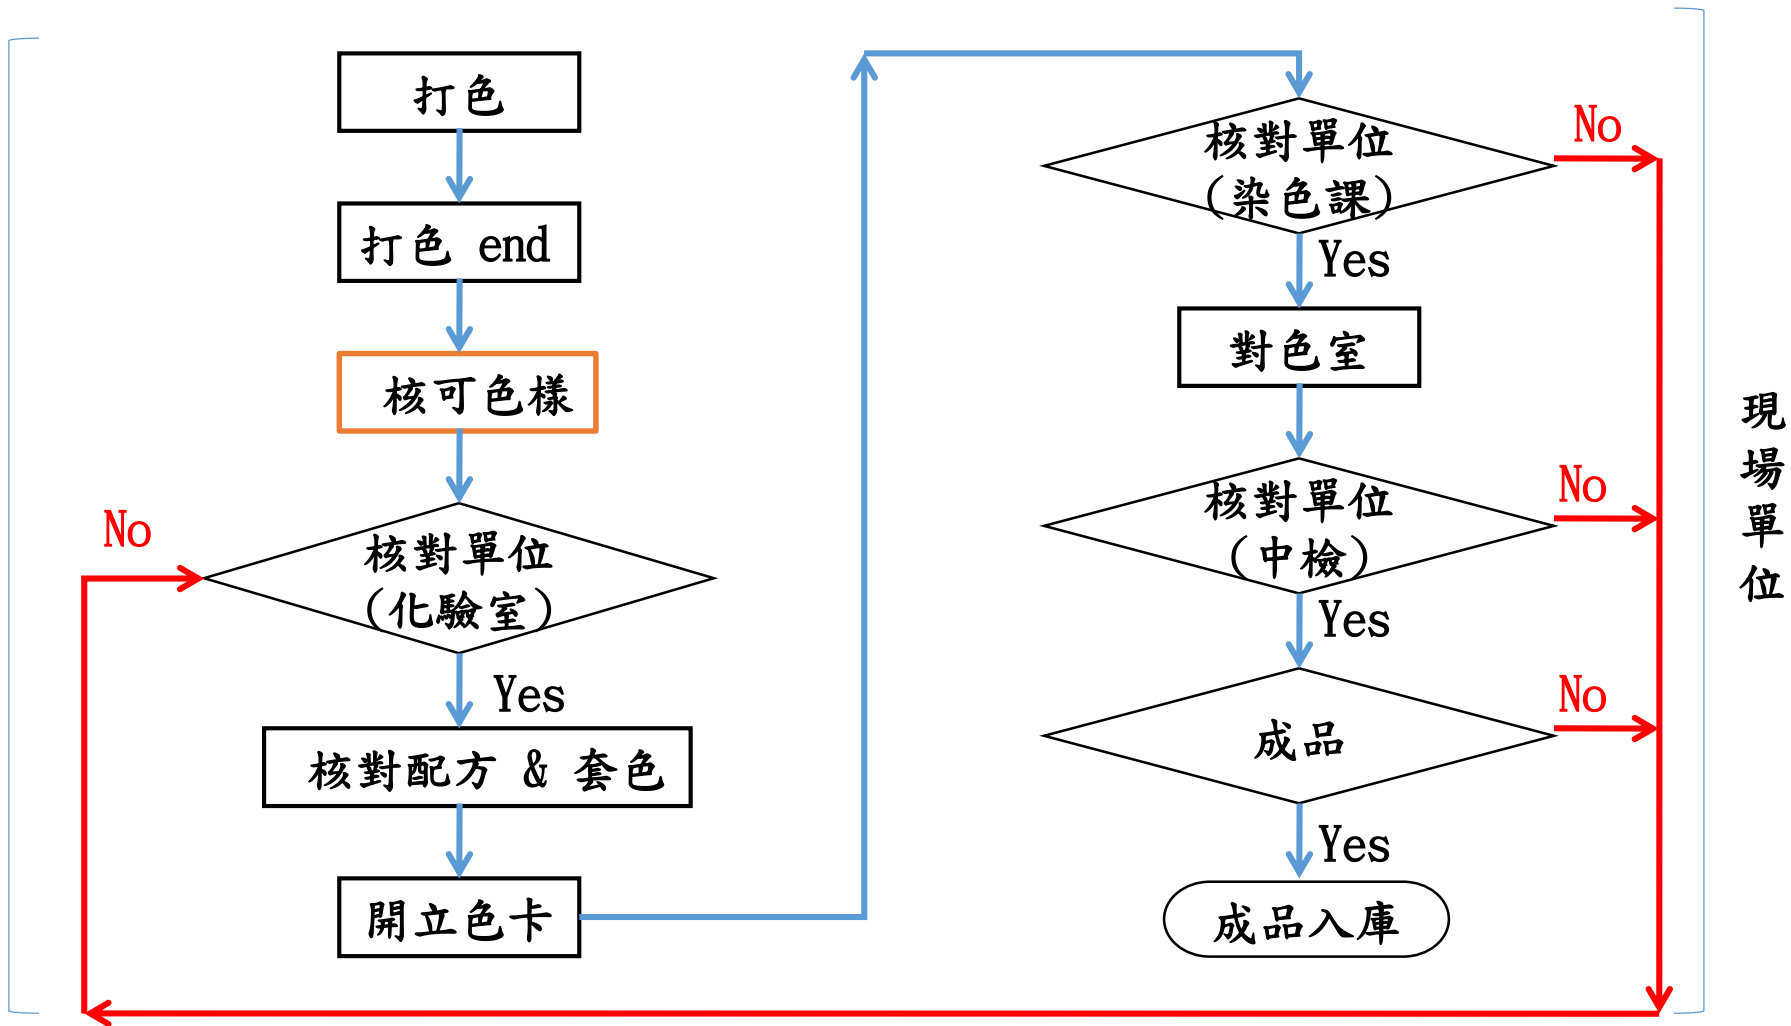 打色
打色 end
核可色樣
No
核對單位
(化驗室)
Yes
核對配方 & 套色
開立色卡
核對單位
(染色課)
No
Yes
對色室
核對單位
(中檢)
No
Yes
成品
No
Yes
成品入庫
現場單位